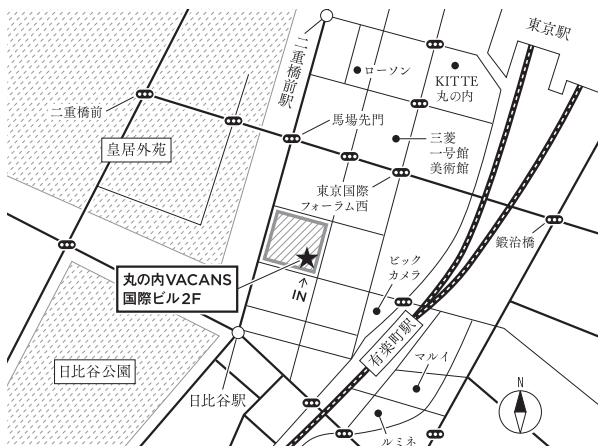 東京駅
二重橋前駅
ローソン
KITTE
丸の内
二重橋前
馬場先門
皇居外苑
三菱
一号館
美術館
東京国際
フォーラム西
鍛治橋
ビック
カメラ
丸の内VACANS
国際ビル2F
IN
有楽町駅
マルイ
日比谷公園
日比谷駅
N
ルミネ